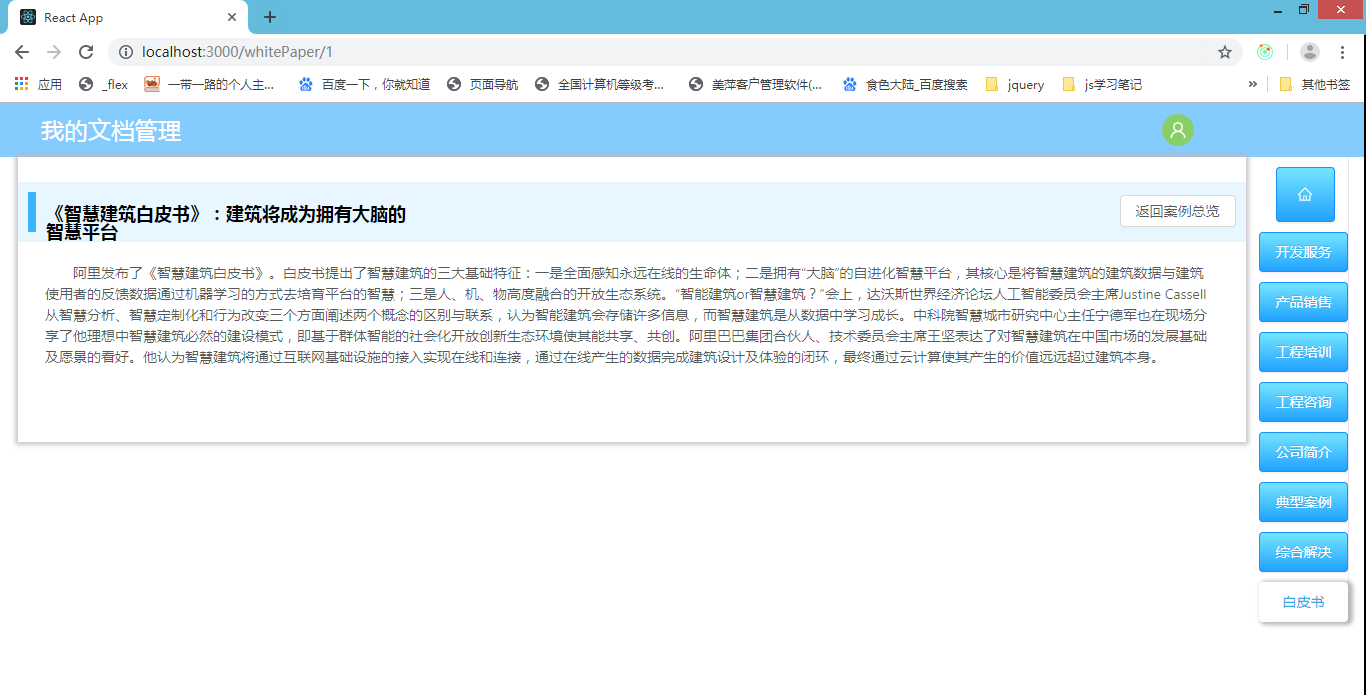 React App
localhost:3000/whitePaper/1
应用 _flex 一带一路的个人主... 百度一下，你就知道 页面导航 全国计算机等级考... 美萍客户管理软件(... 食色大陆_百度搜索 jquery js学习笔记 » 其他书签
我的文档管理
《智慧建筑白皮书》：建筑将成为拥有大脑的
智慧平台
返回案例总览
阿里发布了《智慧建筑白皮书》。白皮书提出了智慧建筑的三大基础特征：一是全面感知永远在线的生命体；二是拥有“大脑”的自进化智慧平台，其核心是将智慧建筑的建筑数据与建筑
使用者的反馈数据通过机器学习的方式去培育平台的智慧；三是人、机、物高度融合的开放生态系统。“智能建筑or智慧建筑？”会上，达沃斯世界经济论坛人工智能委员会主席Justine Cassell
从智慧分析、智慧定制化和行为改变三个方面阐述两个概念的区别与联系，认为智能建筑会存储许多信息，而智慧建筑是从数据中学习成长。中科院智慧城市研究中心主任宁德军也在现场分
享了他理想中智慧建筑必然的建设模式，即基于群体智能的社会化开放创新生态环境使其能共享、共创。阿里巴巴集团合伙人、技术委员会主席王坚表达了对智慧建筑在中国市场的发展基础
及愿景的看好。他认为智慧建筑将通过互联网基础设施的接入实现在线和连接，通过在线产生的数据完成建筑设计及体验的闭环，最终通过云计算使其产生的价值远远超过建筑本身。
开发服务
产品销售
工程培训
工程咨询
公司简介
典型案例
综合解决
白皮书